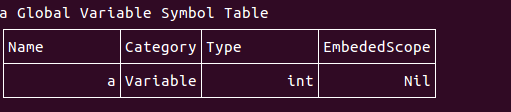 a Global Variable Symbol Table
Name Category Type EmbededScope
a Variable int Nil